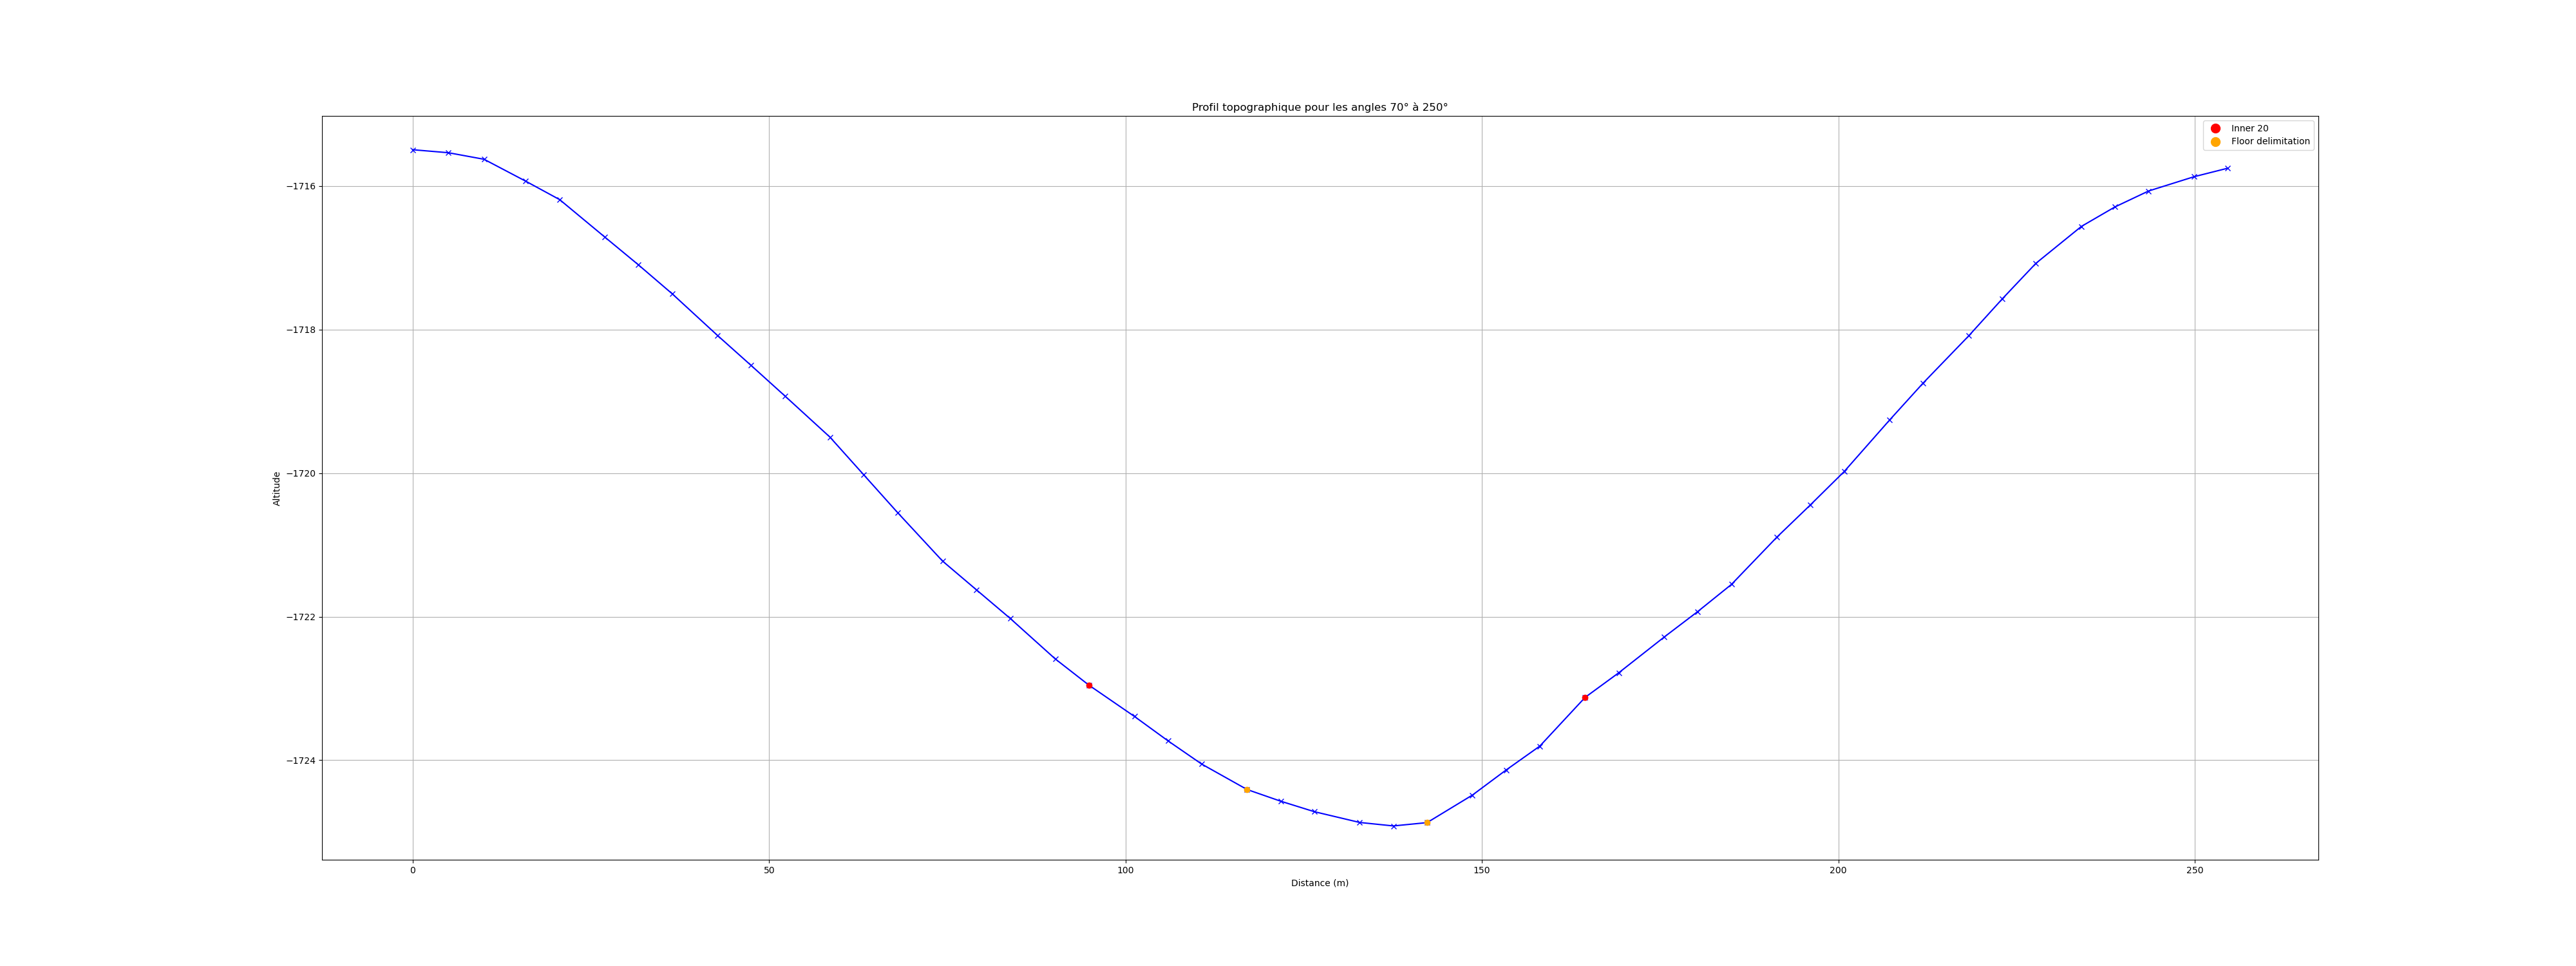 Profil topographique pour les angles 70° à 250°
Inner 20
Floor delimitation
Altitude
−1716
−1718
−1720
−1722
−1724
0
50
100
150
200
250
Distance (m)